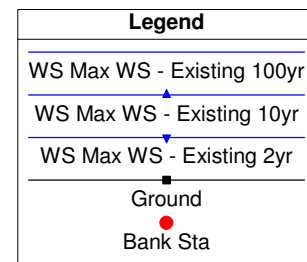 Legend
WS Max WS - Existing 100yr
WS Max WS - Existing 10yr
WS Max WS - Existing 2yr
Ground
Bank Sta